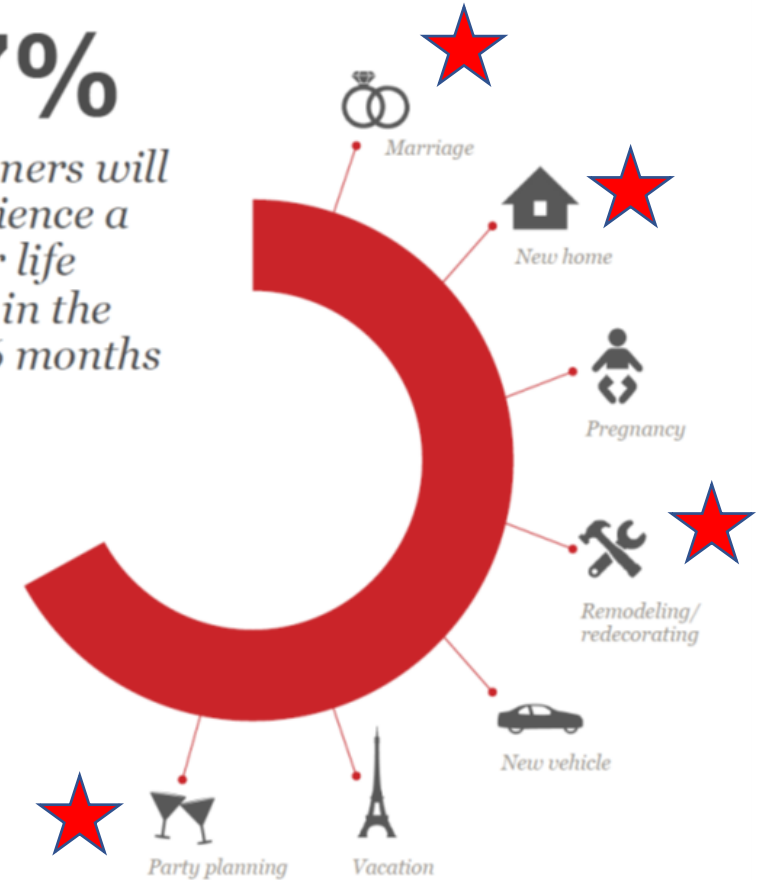 7%
ners will
ience a
r life
in the
6 months
Marriage
New home
Pregnancy
Remodeling/
redecorating
New vehicle
Vacation
Party planning